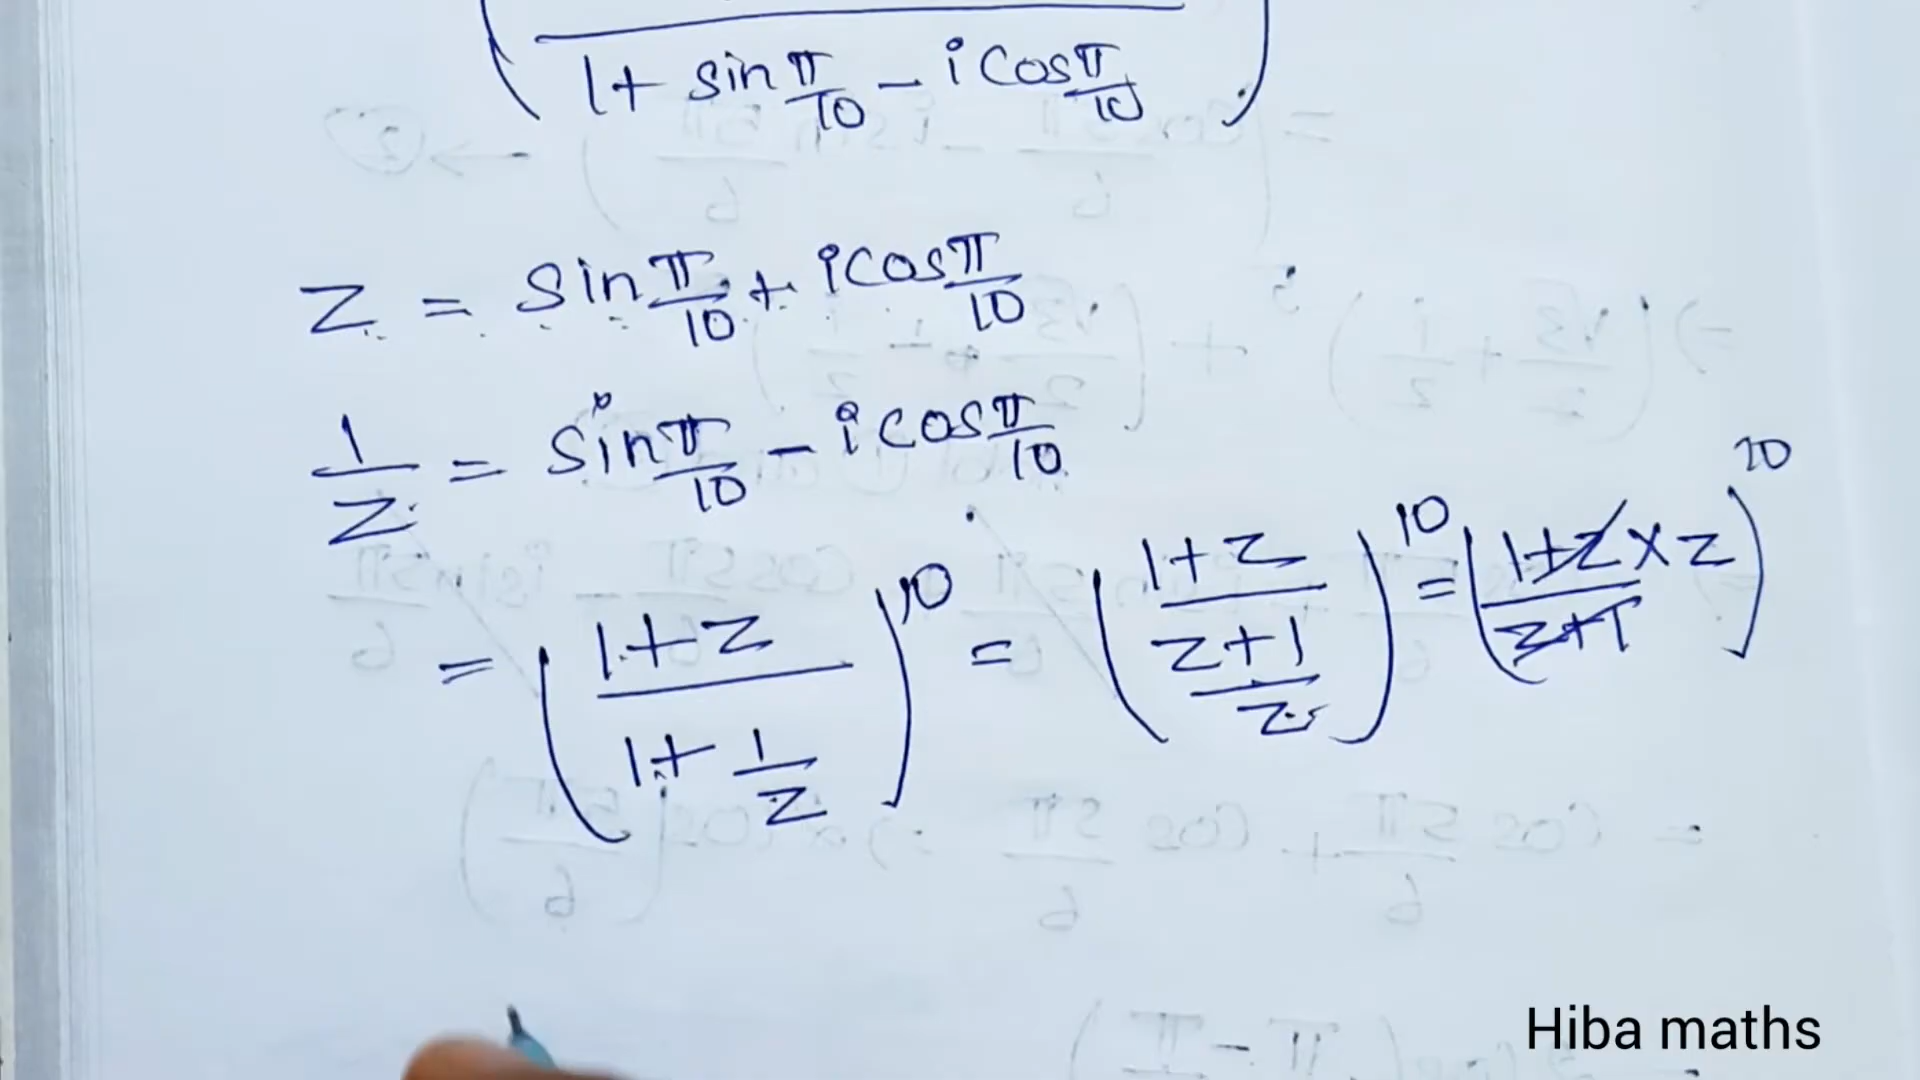 1+ sin π/10 - i cos π/10
z = sin π/10 + i cos π/10
1/z = sin π/10 - i cos π/10
= ( (1+z) / (1+ 1/z) )^10 = ( (1+z) / ((z+1)/z) )^10 = ( (1+z × z) / (z+1) )^10
Hiba maths